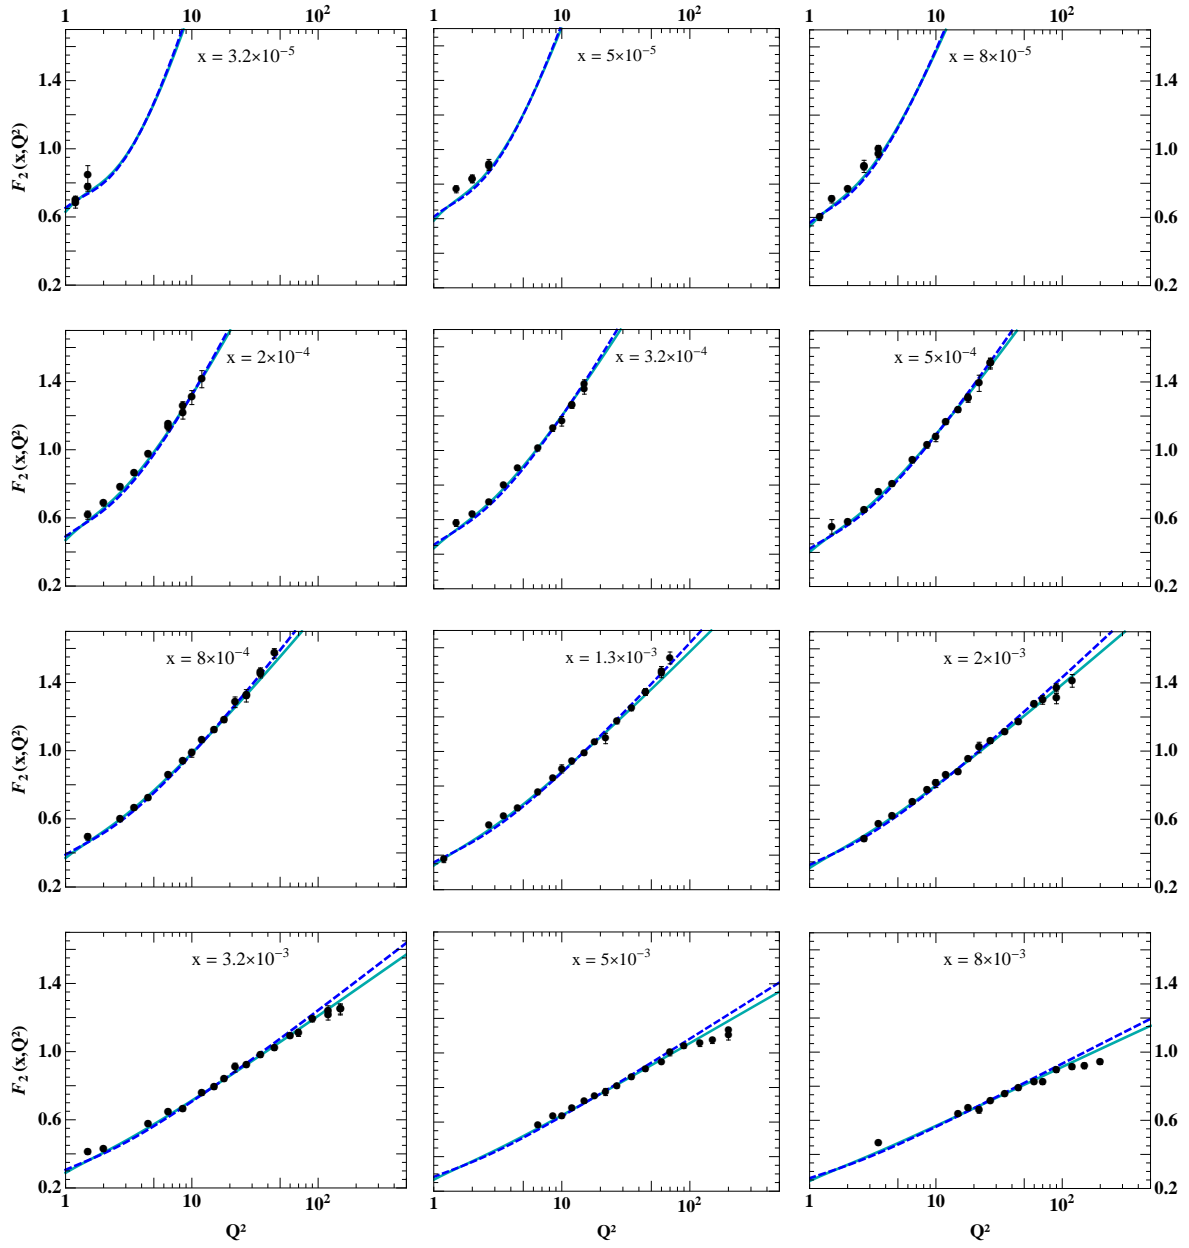 1 10 10² 1 10 10² 1 10 10²
x = 3.2×10⁻⁵ x = 5×10⁻⁵ x = 8×10⁻⁵
1.4 1.4
F₂(x,Q²)
1.0 1.0
0.6 0.6
0.2 0.2
x = 2×10⁻⁴ x = 3.2×10⁻⁴ x = 5×10⁻⁴
1.4 1.4
F₂(x,Q²)
1.0 1.0
0.6 0.6
0.2 0.2
x = 8×10⁻⁴ x = 1.3×10⁻³ x = 2×10⁻³
1.4 1.4
F₂(x,Q²)
1.0 1.0
0.6 0.6
0.2 0.2
x = 3.2×10⁻³ x = 5×10⁻³ x = 8×10⁻³
1.4 1.4
F₂(x,Q²)
1.0 1.0
0.6 0.6
0.2 0.2
1 10 10² 1 10 10² 1 10 10²
Q² Q² Q²